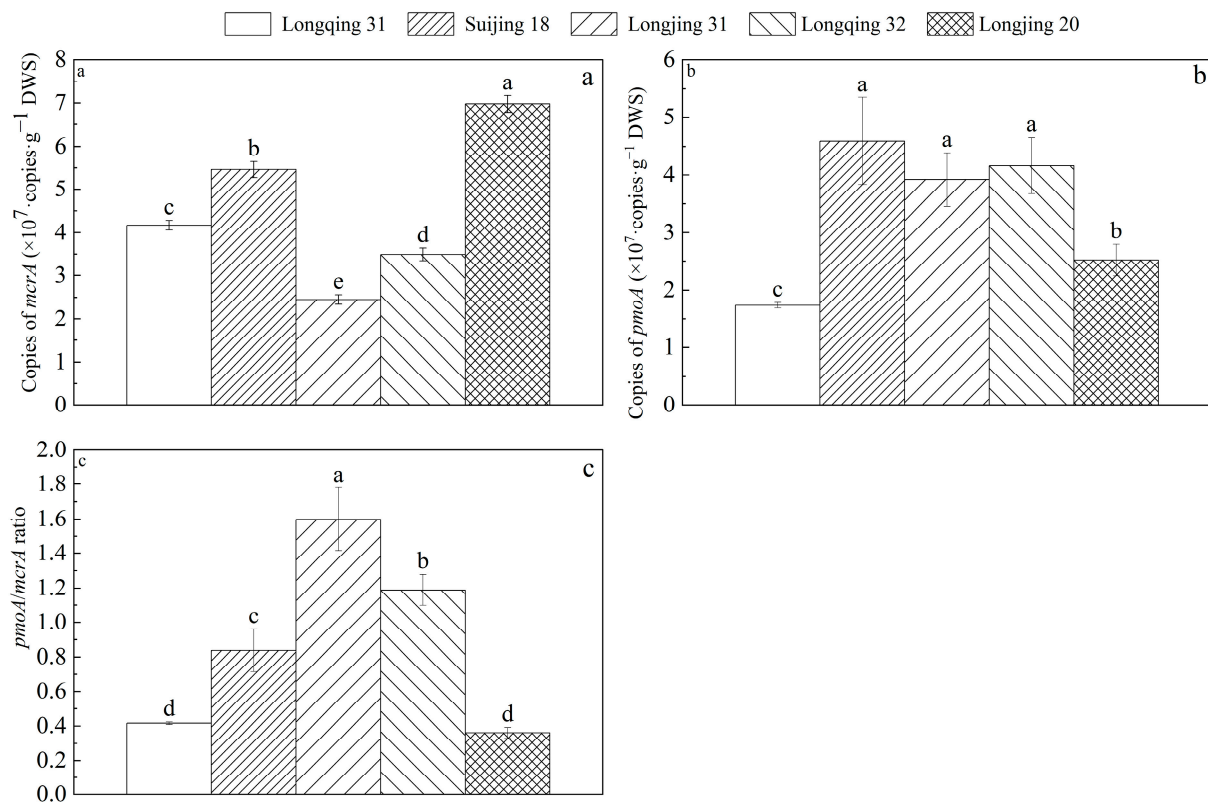 Longqing 31 Suijing 18 Longjing 31 Longqing 32 Longjing 20
a
a
Copies of mcrA (×10⁷·copies·g⁻¹ DWS)
8
7
6
5
4
3
2
1
0
c
b
e
d
a
b
b
Copies of pmoA (×10⁷·copies·g⁻¹ DWS)
6
5
4
3
2
1
0
c
a
a
a
b
c
c
pmoA/mcrA ratio
2.0
1.8
1.6
1.4
1.2
1.0
0.8
0.6
0.4
0.2
0.0
d
c
a
b
d